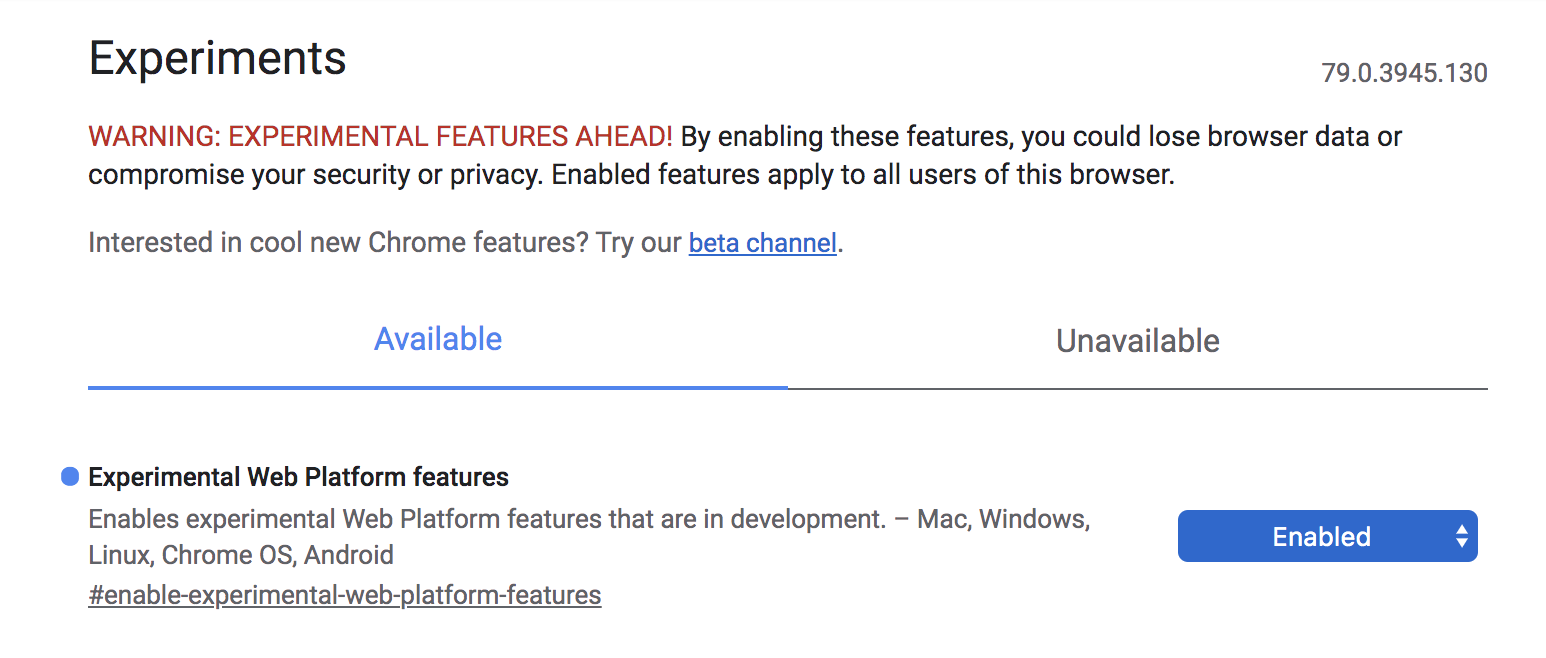 Experiments
79.0.3945.130
WARNING: EXPERIMENTAL FEATURES AHEAD! By enabling these features, you could lose browser data or
compromise your security or privacy. Enabled features apply to all users of this browser.
Interested in cool new Chrome features? Try our beta channel.
Available
Unavailable
Experimental Web Platform features
Enables experimental Web Platform features that are in development. – Mac, Windows,
Linux, Chrome OS, Android
#enable-experimental-web-platform-features
Enabled